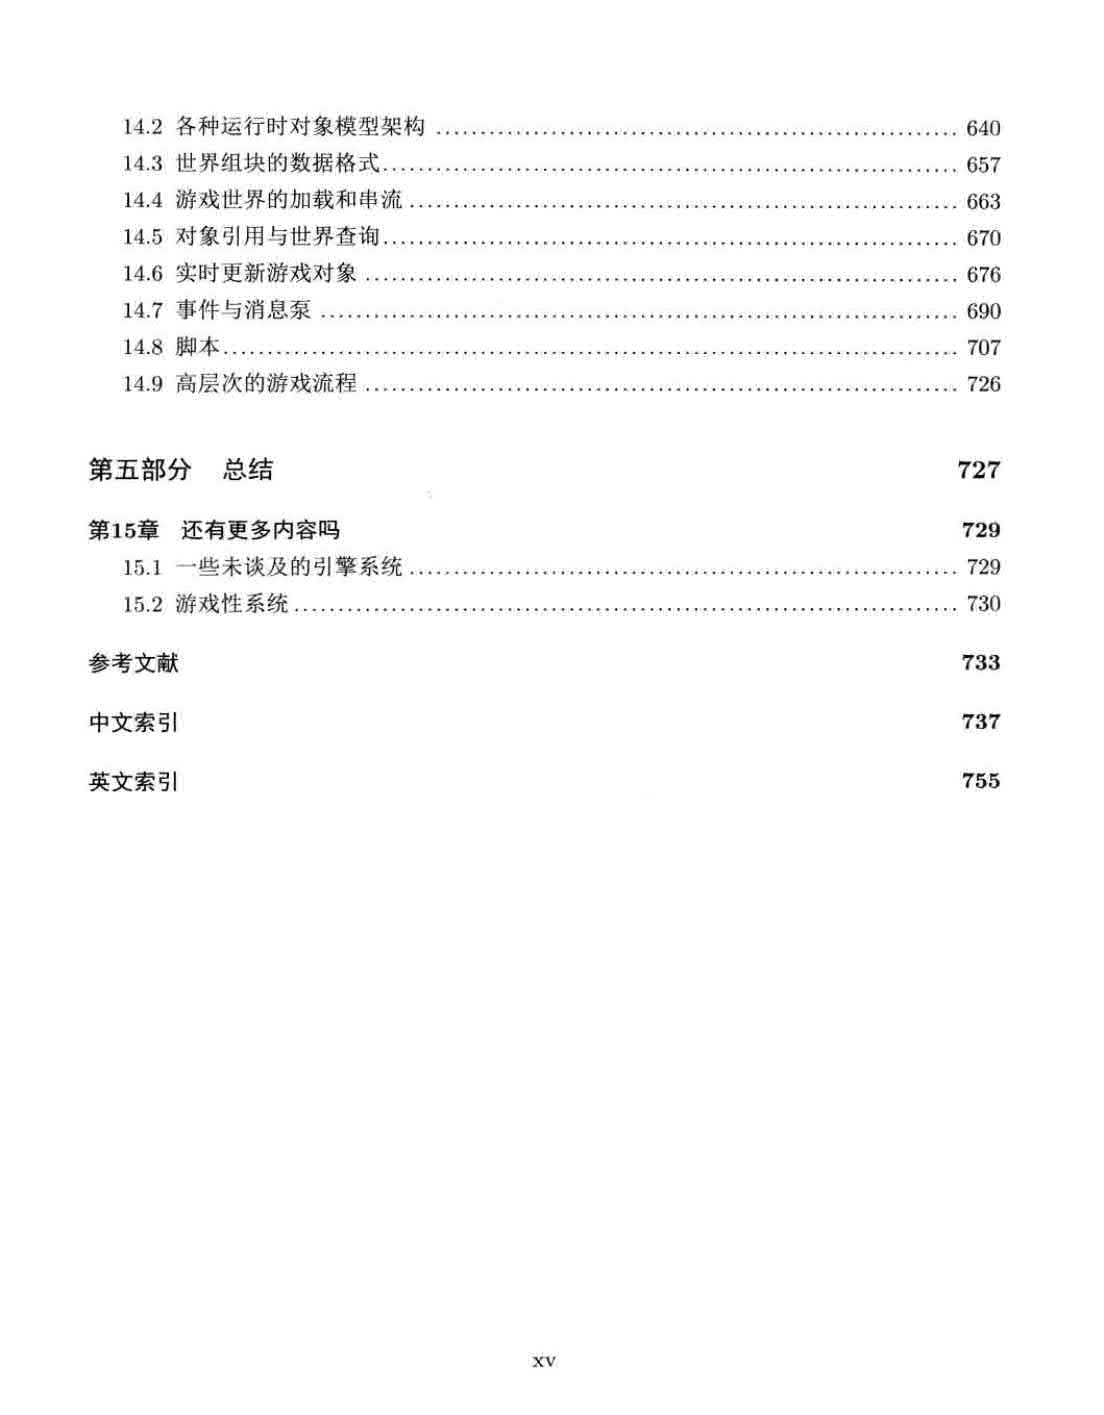 14.2 各种运行时对象模型架构 ........................................................ 640
14.3 世界组块的数据格式........................................................ 657
14.4 游戏世界的加载和串流 ........................................................ 663
14.5 对象引用与世界查询........................................................ 670
14.6 实时更新游戏对象 ........................................................ 676
14.7 事件与消息泵 ........................................................ 690
14.8 脚本........................................................ 707
14.9 高层次的游戏流程 ........................................................ 726
第五部分 总结 727
第15章 还有更多内容吗 729
15.1 一些未谈及的引擎系统 ........................................................ 729
15.2 游戏性系统........................................................ 730
参考文献 733
中文索引 737
英文索引 755
xv